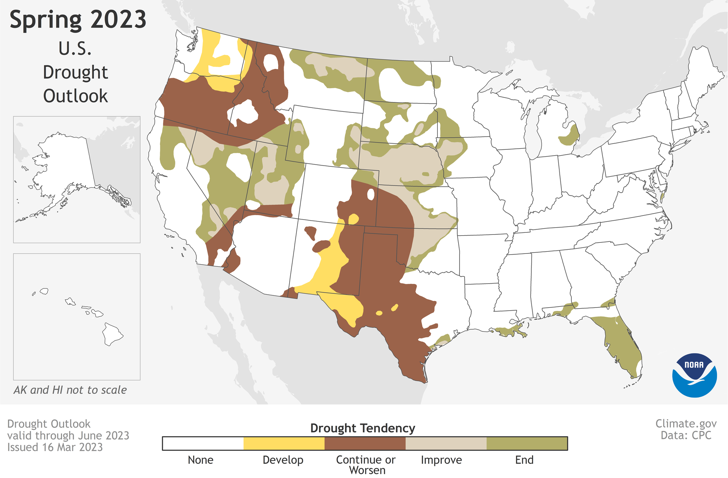 Spring 2023
U.S.
Drought
Outlook
AK and HI not to scale
NOAA
Drought Outlook
valid through June 2023
Issued 16 Mar 2023
Climate.gov
Data: CPC
Drought Tendency
None
Develop
Continue or
Worsen
Improve
End